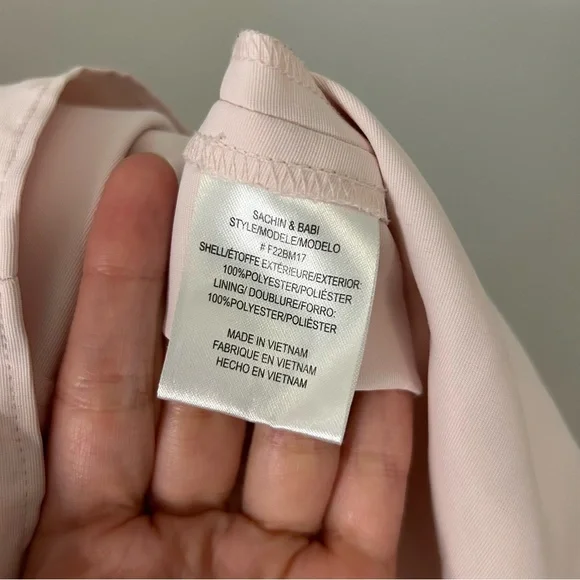 SACHIN & BABI
STYLE/MODELE/MODELO
# F22BM17
SHELL/ÉTOFFE EXTÉRIEURE/EXTERIOR:
100%POLYESTER/POLIÉSTER
LINING/ DOUBLURE/FORRO:
100%POLYESTER/POLIÉSTER
MADE IN VIETNAM
FABRIQUE EN VIETNAM
HECHO EN VIETNAM